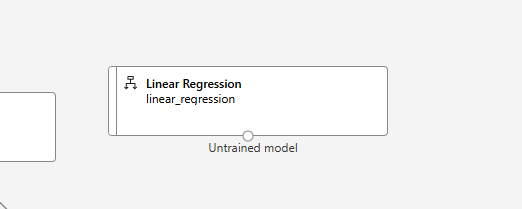 Linear Regression
linear_regression
Untrained model